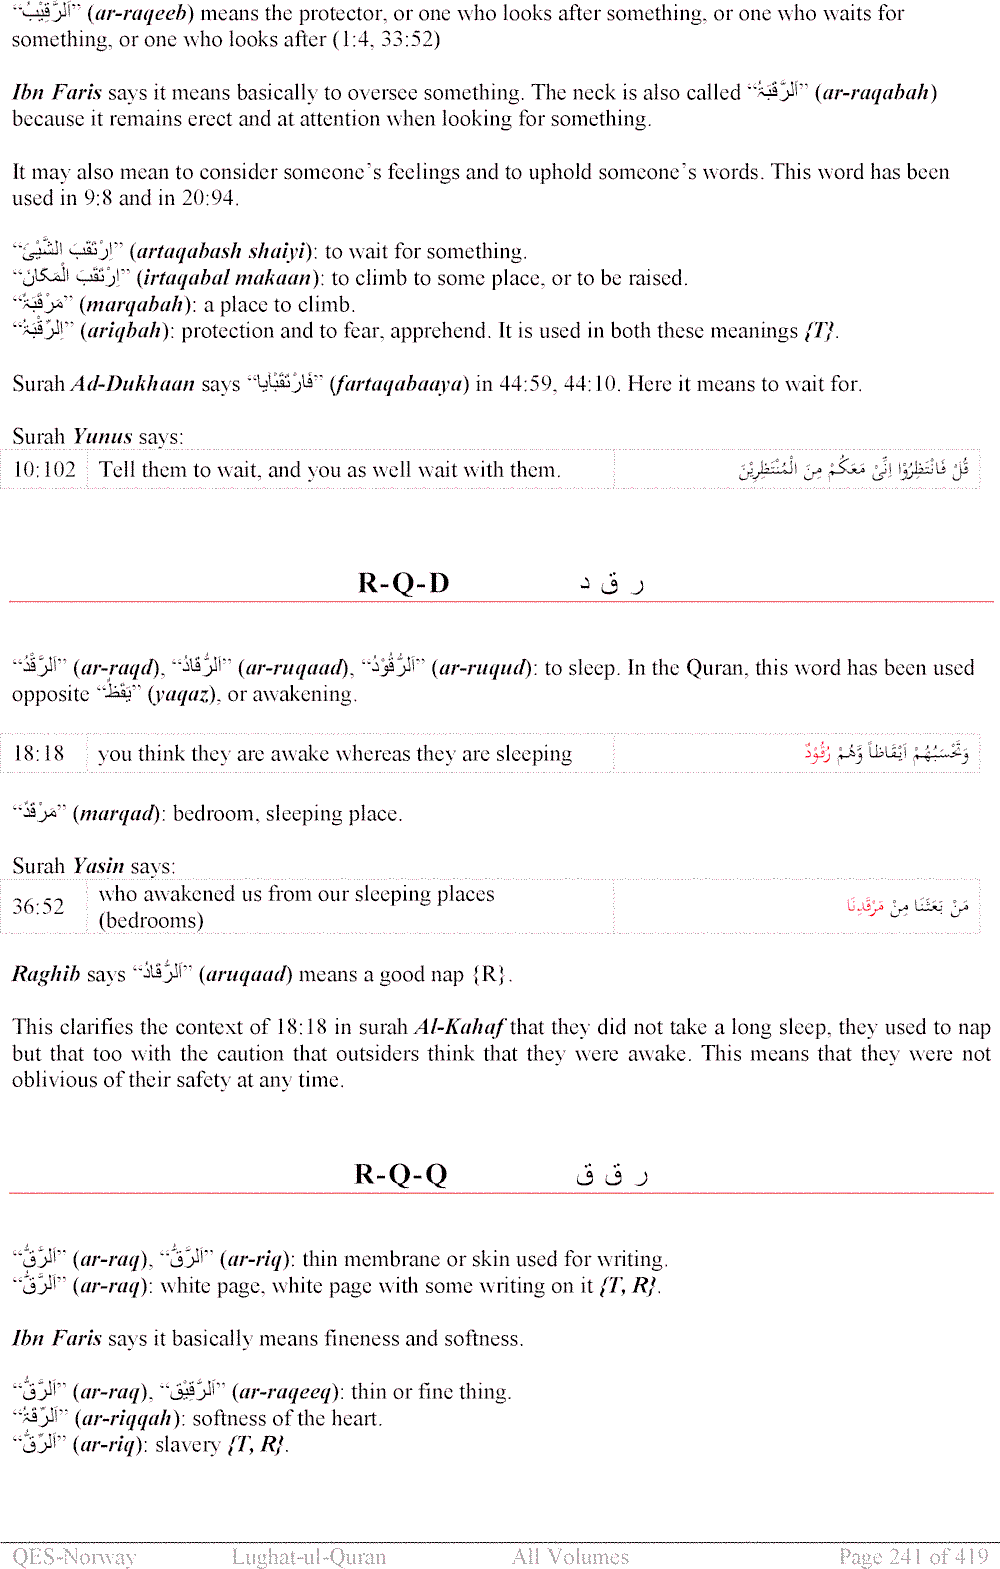 “اَلرَّقِيْبُ” (ar-raqeeb) means the protector, or one who looks after something, or one who waits for
something, or one who looks after (1:4, 33:52)
Ibn Faris says it means basically to oversee something. The neck is also called “اَلرَّقَبَۃُ” (ar-raqabah)
because it remains erect and at attention when looking for something.
It may also mean to consider someone’s feelings and to uphold someone’s words. This word has been
used in 9:8 and in 20:94.
“اِرْتَقَبَ الشَّيْئَ” (artaqabash shaiyi): to wait for something.
“اِرْتَقَبَ الْمَکَانَ” (irtaqabal makaan): to climb to some place, or to be raised.
“مَرْقَبَۃٌ” (marqabah): a place to climb.
“اِلرِّقْبَۃُ” (ariqbah): protection and to fear, apprehend. It is used in both these meanings {T}.
Surah Ad-Dukhaan says “فَارْتَقَبْاَيا” (fartaqabaaya) in 44:59, 44:10. Here it means to wait for.
Surah Yunus says:
10:102 Tell them to wait, and you as well wait with them. قُلْ فَانْتَظِرُوْا اِنِّیْ مَعَکُمْ مِنَ الْمُنْتَظِرِيْنَ
R-Q-D ر ق د
“اَلرَّقْدُ” (ar-raqd), “اَلرُّقَادُ” (ar-ruqaad), “اَلرُّقُوْدُ” (ar-ruqud): to sleep. In the Quran, this word has been used
opposite “يَقَظٌ” (yaqaz), or awakening.
18:18 you think they are awake whereas they are sleeping وَتَحْسَبُهُمْ اَيْقَاظاً وَّهُمْ رُقُوْدٌ
“مَرْقَدٌ” (marqad): bedroom, sleeping place.
Surah Yasin says:
36:52 who awakened us from our sleeping places (bedrooms) مَنْ بَعَثَنَا مِنْ مَرْقَدِنَا
Raghib says “اَلرُّقَادُ” (aruqaad) means a good nap {R}.
This clarifies the context of 18:18 in surah Al-Kahaf that they did not take a long sleep, they used to nap
but that too with the caution that outsiders think that they were awake. This means that they were not
oblivious of their safety at any time.
R-Q-Q ر ق ق
“اَلرَّقُّ” (ar-raq), “اَلرَّقُّ” (ar-riq): thin membrane or skin used for writing.
“اَلرَّقُّ” (ar-raq): white page, white page with some writing on it {T, R}.
Ibn Faris says it basically means fineness and softness.
“اَلرَّقُّ” (ar-raq), “اَلرَّقِيْقُ” (ar-raqeeq): thin or fine thing.
“اَلرِّقَّۃُ” (ar-riqqah): softness of the heart.
“اَلرِّقُّ” (ar-riq): slavery {T, R}.
QES-Norway Lughat-ul-Quran All Volumes Page 241 of 419